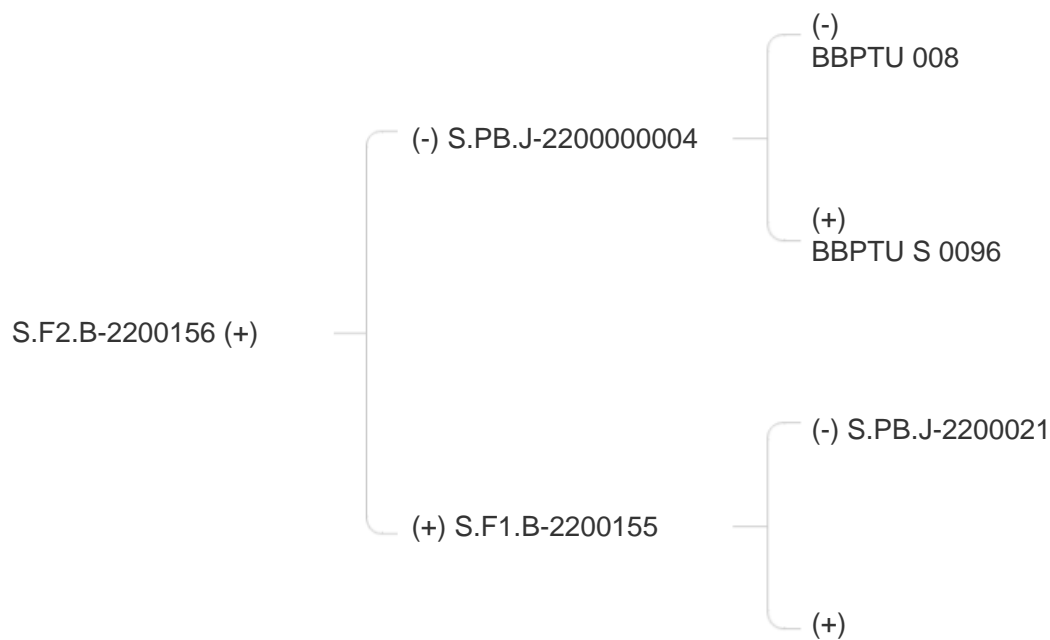 (-)
BBPTU 008
(-) S.PB.J-2200000004
(+)
BBPTU S 0096
S.F2.B-2200156 (+)
(-) S.PB.J-2200021
(+) S.F1.B-2200155
(+)